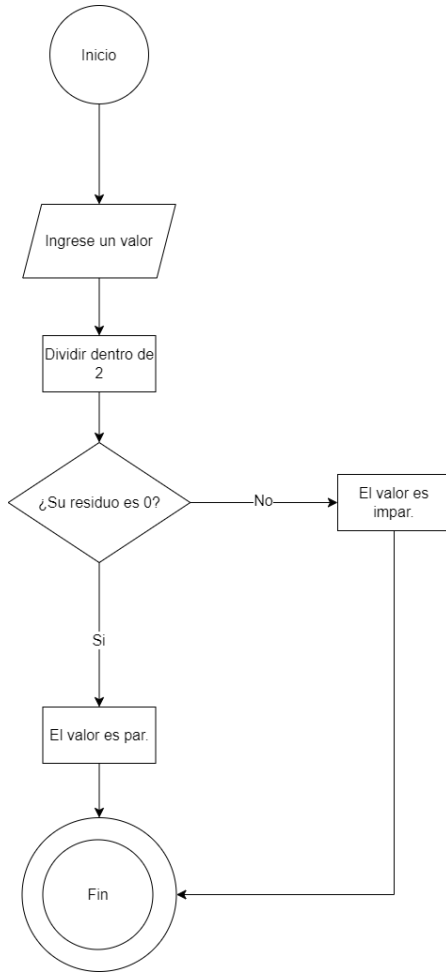 Inicio
Ingrese un valor
Dividir dentro de
2
¿Su residuo es 0?
No
El valor es
impar.
Si
El valor es par.
Fin